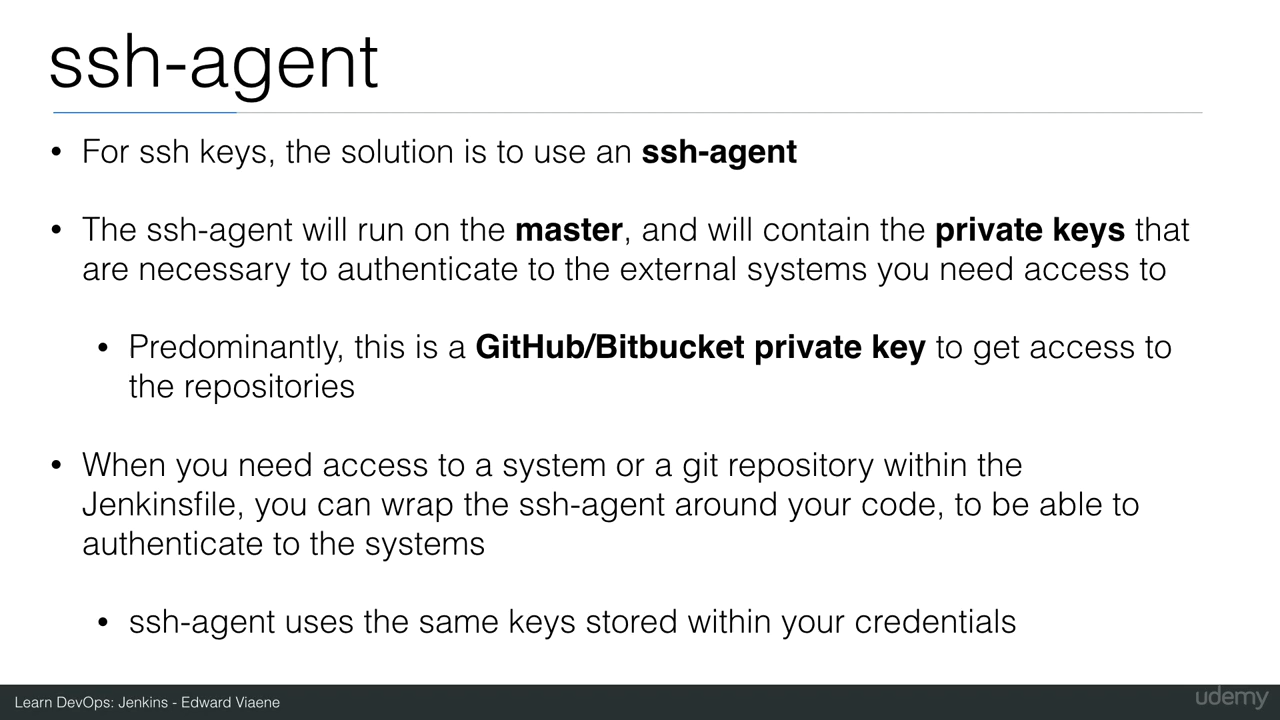 ssh-agent
• For ssh keys, the solution is to use an ssh-agent
• The ssh-agent will run on the master, and will contain the private keys that
are necessary to authenticate to the external systems you need access to
• Predominantly, this is a GitHub/Bitbucket private key to get access to
the repositories
• When you need access to a system or a git repository within the
Jenkinsfile, you can wrap the ssh-agent around your code, to be able to
authenticate to the systems
• ssh-agent uses the same keys stored within your credentials
Learn DevOps: Jenkins - Edward Viaene
udemy